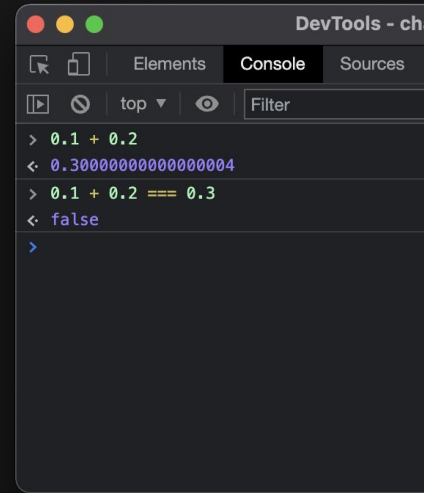 DevTools - ch
Elements Console Sources
top ▼ Filter
> 0.1 + 0.2
<· 0.30000000000000004
> 0.1 + 0.2 === 0.3
<· false
>